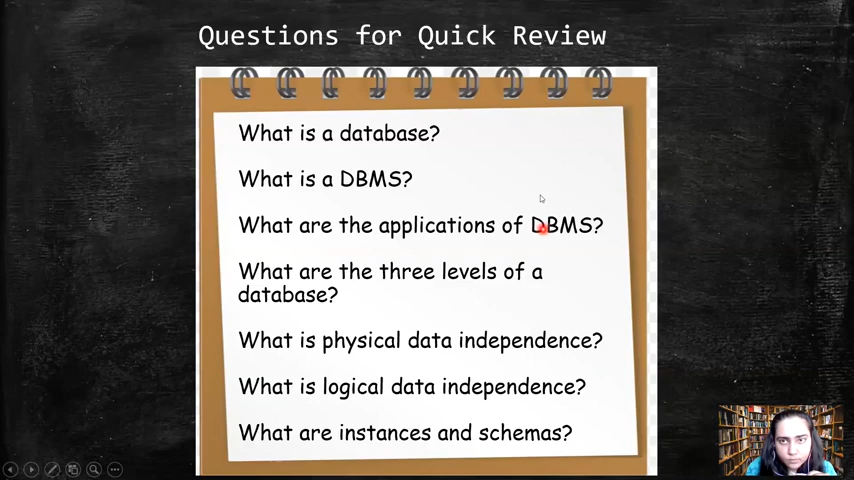 Questions for Quick Review
What is a database?
What is a DBMS?
What are the applications of DBMS?
What are the three levels of a
database?
What is physical data independence?
What is logical data independence?
What are instances and schemas?